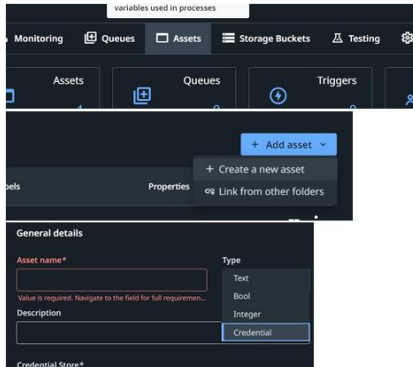 variables used in processes
Monitoring Queues Assets Storage Buckets Testing
Assets Queues Triggers
+ Add asset
+ Create a new asset
Properties
Link from other folders
General details
Asset name* Type
Text
Value is required. Navigate to the field for full requiremen...
Bool
Description
Integer
Credential
Credential Store*